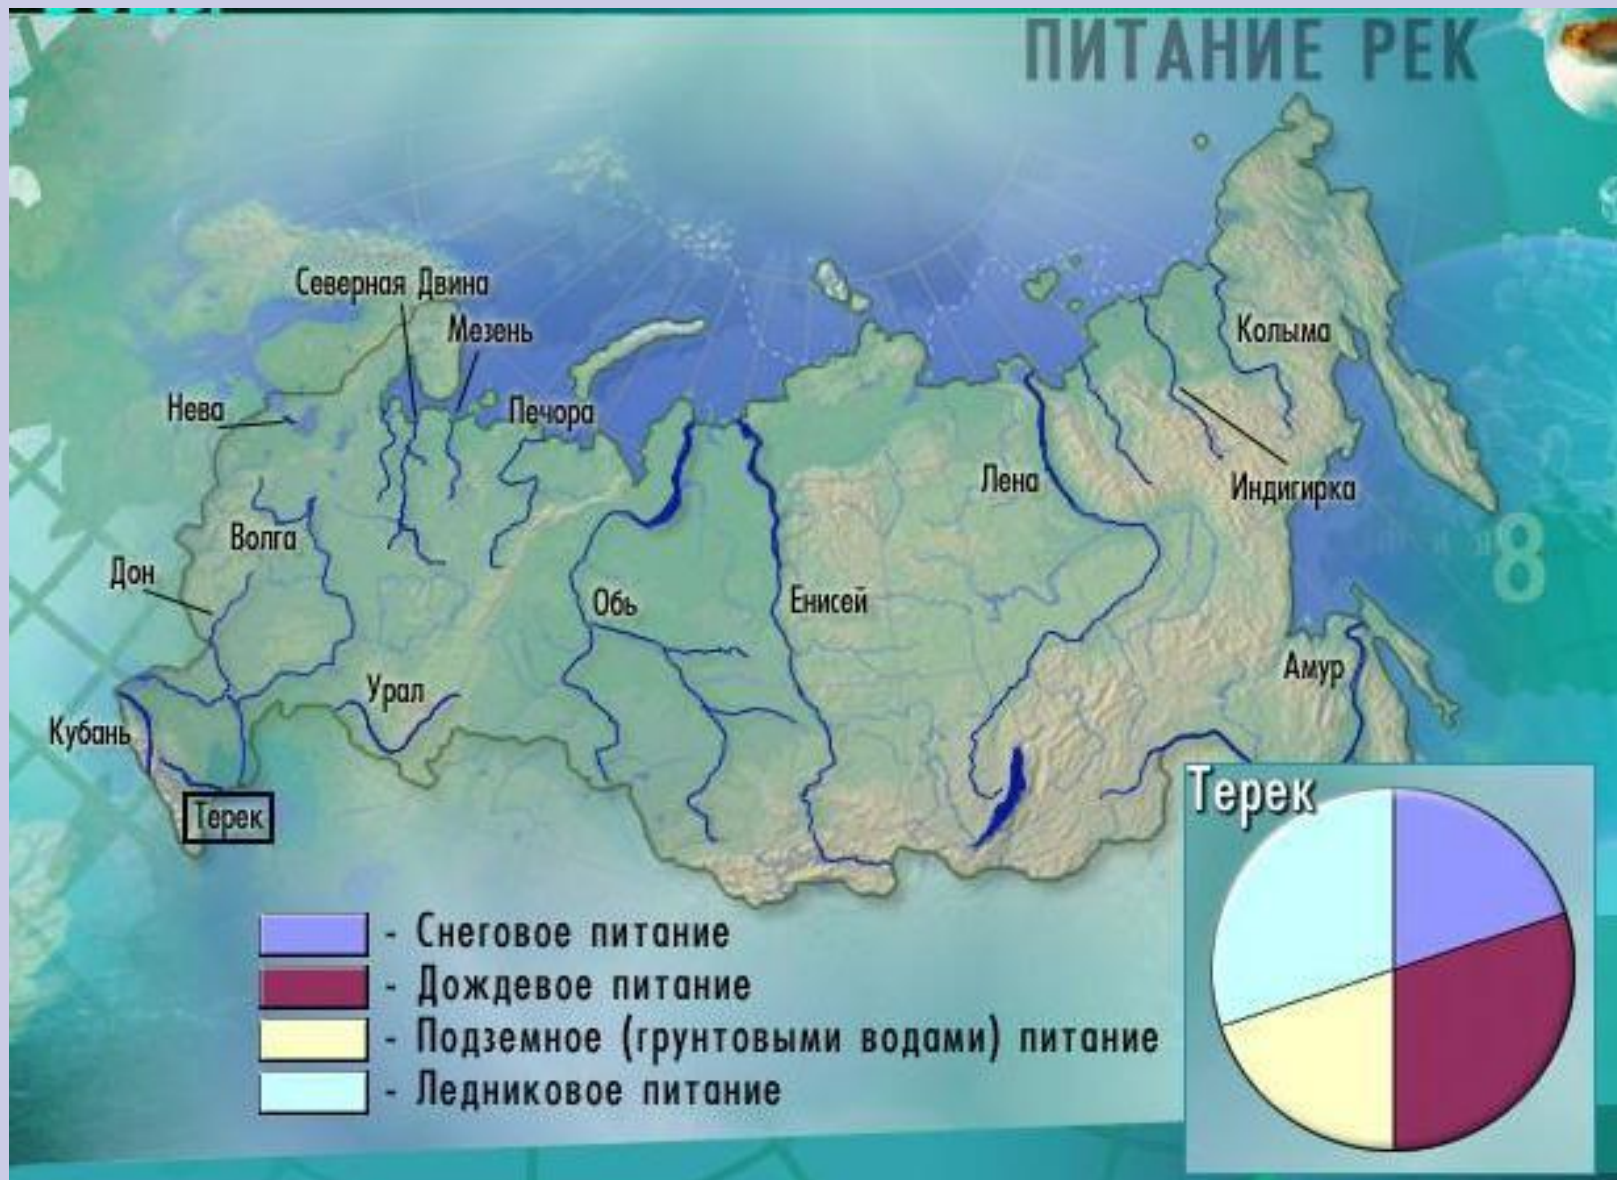 ПИТАНИЕ РЕК
Северная Двина
Мезень
Колыма
Нева
Печора
Лена
Индигирка
Волга
8
Дон
Обь
Енисей
Урал
Амур
Кубань
Терек
Терек
- Снеговое питание
- Дождевое питание
- Подземное (грунтовыми водами) питание
- Ледниковое питание